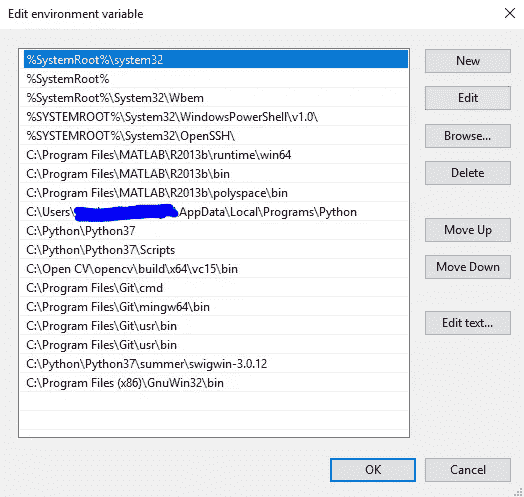 Edit environment variable
%SystemRoot%\system32
%SystemRoot%
%SystemRoot%\System32\Wbem
%SYSTEMROOT%\System32\WindowsPowerShell\v1.0\
%SYSTEMROOT%\System32\OpenSSH\
C:\Program Files\MATLAB\R2013b\runtime\win64
C:\Program Files\MATLAB\R2013b\bin
C:\Program Files\MATLAB\R2013b\polyspace\bin
C:\Users\ AppData\Local\Programs\Python
C:\Python\Python37
C:\Python\Python37\Scripts
C:\Open CV\opencv\build\x64\vc15\bin
C:\Program Files\Git\cmd
C:\Program Files\Git\mingw64\bin
C:\Program Files\Git\usr\bin
C:\Program Files\Git\usr\bin
C:\Python\Python37\summer\swigwin-3.0.12
C:\Program Files (x86)\GnuWin32\bin
New
Edit
Browse...
Delete
Move Up
Move Down
Edit text...
OK
Cancel